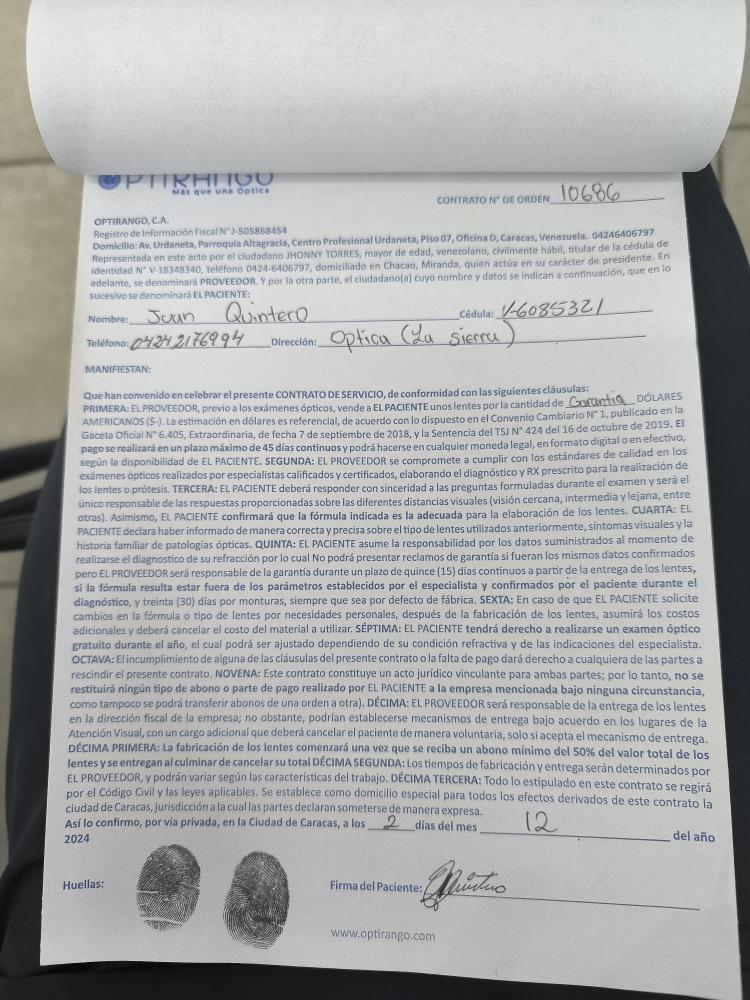 OPTIRANGO
Más que una Óptica
CONTRATO N° DE ORDEN 10686
OPTIRANGO, C.A.
Registro de Información Fiscal N° J-505868454
Domicilio: Av. Urdaneta, Parroquia Altagracia, Centro Profesional Urdaneta, Piso 07, Oficina D, Caracas, Venezuela. 04246406797
Representada en este acto por el ciudadano JHONNY TORRES, mayor de edad, venezolano, civilmente hábil, titular de la cédula de
identidad N° V-18348340, teléfono 0424-6406797, domiciliado en Chacao, Miranda, quien actúa en su carácter de presidente. En
adelante, se denominará PROVEEDOR. Y por la otra parte, el ciudadano(a) cuyo nombre y datos se indican a continuación, que en lo
sucesivo se denominará EL PACIENTE:
Nombre: Juan Quintero Cédula: V-6085321
Teléfono: 04242176994 Dirección: Optica (La sierra)
MANIFIESTAN:
Que han convenido en celebrar el presente CONTRATO DE SERVICIO, de conformidad con las siguientes cláusulas:
PRIMERA: EL PROVEEDOR, previo a los exámenes ópticos, vende a EL PACIENTE unos lentes por la cantidad de Garantia DÓLARES
AMERICANOS ($-). La estimación en dólares es referencial, de acuerdo con lo dispuesto en el Convenio Cambiario N° 1, publicado en la
Gaceta Oficial N° 6.405, Extraordinaria, de fecha 7 de septiembre de 2018, y la Sentencia del TSJ N° 424 del 16 de octubre de 2019. El
pago se realizará en un plazo máximo de 45 días continuos y podrá hacerse en cualquier moneda legal, en formato digital o en efectivo,
según la disponibilidad de EL PACIENTE. SEGUNDA: EL PROVEEDOR se compromete a cumplir con los estándares de calidad en los
exámenes ópticos realizados por especialistas calificados y certificados, elaborando el diagnóstico y RX prescrito para la realización de
los lentes o prótesis. TERCERA: EL PACIENTE deberá responder con sinceridad a las preguntas formuladas durante el examen y será el
único responsable de las respuestas proporcionadas sobre las diferentes distancias visuales (visión cercana, intermedia y lejana, entre
otras). Asimismo, EL PACIENTE confirmará que la fórmula indicada es la adecuada para la elaboración de los lentes. CUARTA: EL
PACIENTE declara haber informado de manera correcta y precisa sobre el tipo de lentes utilizados anteriormente, síntomas visuales y la
historia familiar de patologías ópticas. QUINTA: EL PACIENTE asume la responsabilidad por los datos suministrados al momento de
realizarse el diagnostico de su refracción por lo cual No podrá presentar reclamos de garantía si fueran los mismos datos confirmados
pero EL PROVEEDOR será responsable de la garantía durante un plazo de quince (15) días continuos a partir de la entrega de los lentes,
si la fórmula resulta estar fuera de los parámetros establecidos por el especialista y confirmados por el paciente durante el
diagnóstico, y treinta (30) días por monturas, siempre que sea por defecto de fábrica. SEXTA: En caso de que EL PACIENTE solicite
cambios en la fórmula o tipo de lentes por necesidades personales, después de la fabricación de los lentes, asumirá los costos
adicionales y deberá cancelar el costo del material a utilizar. SÉPTIMA: EL PACIENTE tendrá derecho a realizarse un examen óptico
gratuito durante el año, el cual podrá ser ajustado dependiendo de su condición refractiva y de las indicaciones del especialista.
OCTAVA: El incumplimiento de alguna de las cláusulas del presente contrato o la falta de pago dará derecho a cualquiera de las partes a
rescindir el presente contrato. NOVENA: Este contrato constituye un acto jurídico vinculante para ambas partes; por lo tanto, no se
restituirá ningún tipo de abono o parte de pago realizado por EL PACIENTE a la empresa mencionada bajo ninguna circunstancia,
como tampoco se podrá transferir abonos de una orden a otra). DÉCIMA: EL PROVEEDOR será responsable de la entrega de los lentes
en la dirección fiscal de la empresa; no obstante, podrían establecerse mecanismos de entrega bajo acuerdo en los lugares de la
Atención Visual, con un cargo adicional que deberá cancelar el paciente de manera voluntaria, solo si acepta el mecanismo de entrega.
DÉCIMA PRIMERA: La fabricación de los lentes comenzará una vez que se reciba un abono mínimo del 50% del valor total de los
lentes y se entregan al culminar de cancelar su total DÉCIMA SEGUNDA: Los tiempos de fabricación y entrega serán determinados por
EL PROVEEDOR, y podrán variar según las características del trabajo. DÉCIMA TERCERA: Todo lo estipulado en este contrato se regirá
por el Código Civil y las leyes aplicables. Se establece como domicilio especial para todos los efectos derivados de este contrato la
ciudad de Caracas, jurisdicción a la cual las partes declaran someterse de manera expresa.
Así lo confirmo, por vía privada, en la Ciudad de Caracas, a los 2 días del mes 12 del año
2024
Huellas:
Firma del Paciente: Quintero
www.optirango.com